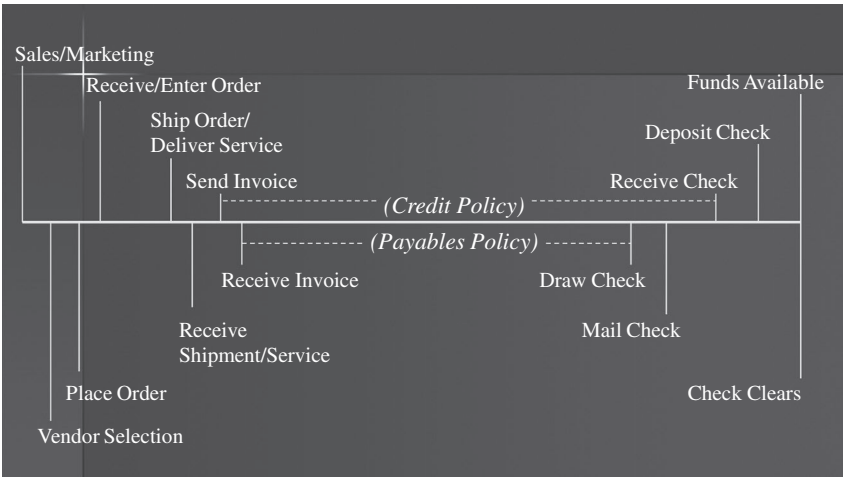 Sales/Marketing
Receive/Enter Order
Funds Available
Ship Order/
Deliver Service
Deposit Check
Send Invoice
Receive Check
(Credit Policy)
(Payables Policy)
Receive Invoice
Draw Check
Receive
Shipment/Service
Mail Check
Place Order
Check Clears
Vendor Selection